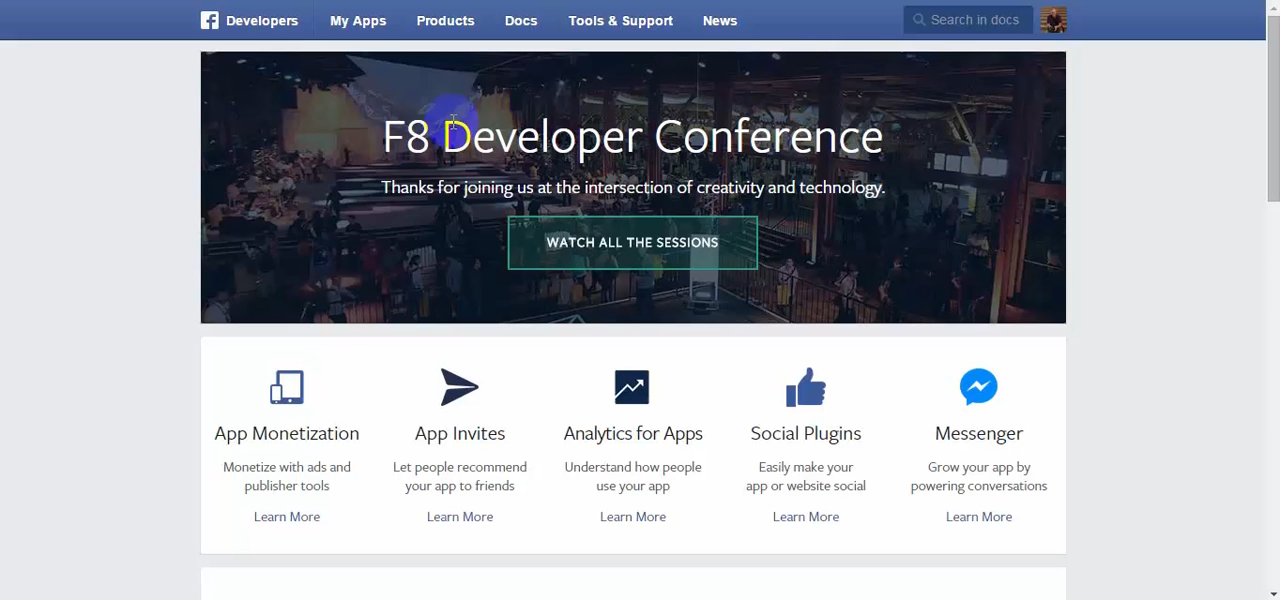 Developers My Apps Products Docs Tools & Support News Search in docs
F8 Developer Conference
Thanks for joining us at the intersection of creativity and technology.
WATCH ALL THE SESSIONS
App Monetization
Monetize with ads and
publisher tools
Learn More
App Invites
Let people recommend
your app to friends
Learn More
Analytics for Apps
Understand how people
use your app
Learn More
Social Plugins
Easily make your
app or website social
Learn More
Messenger
Grow your app by
powering conversations
Learn More